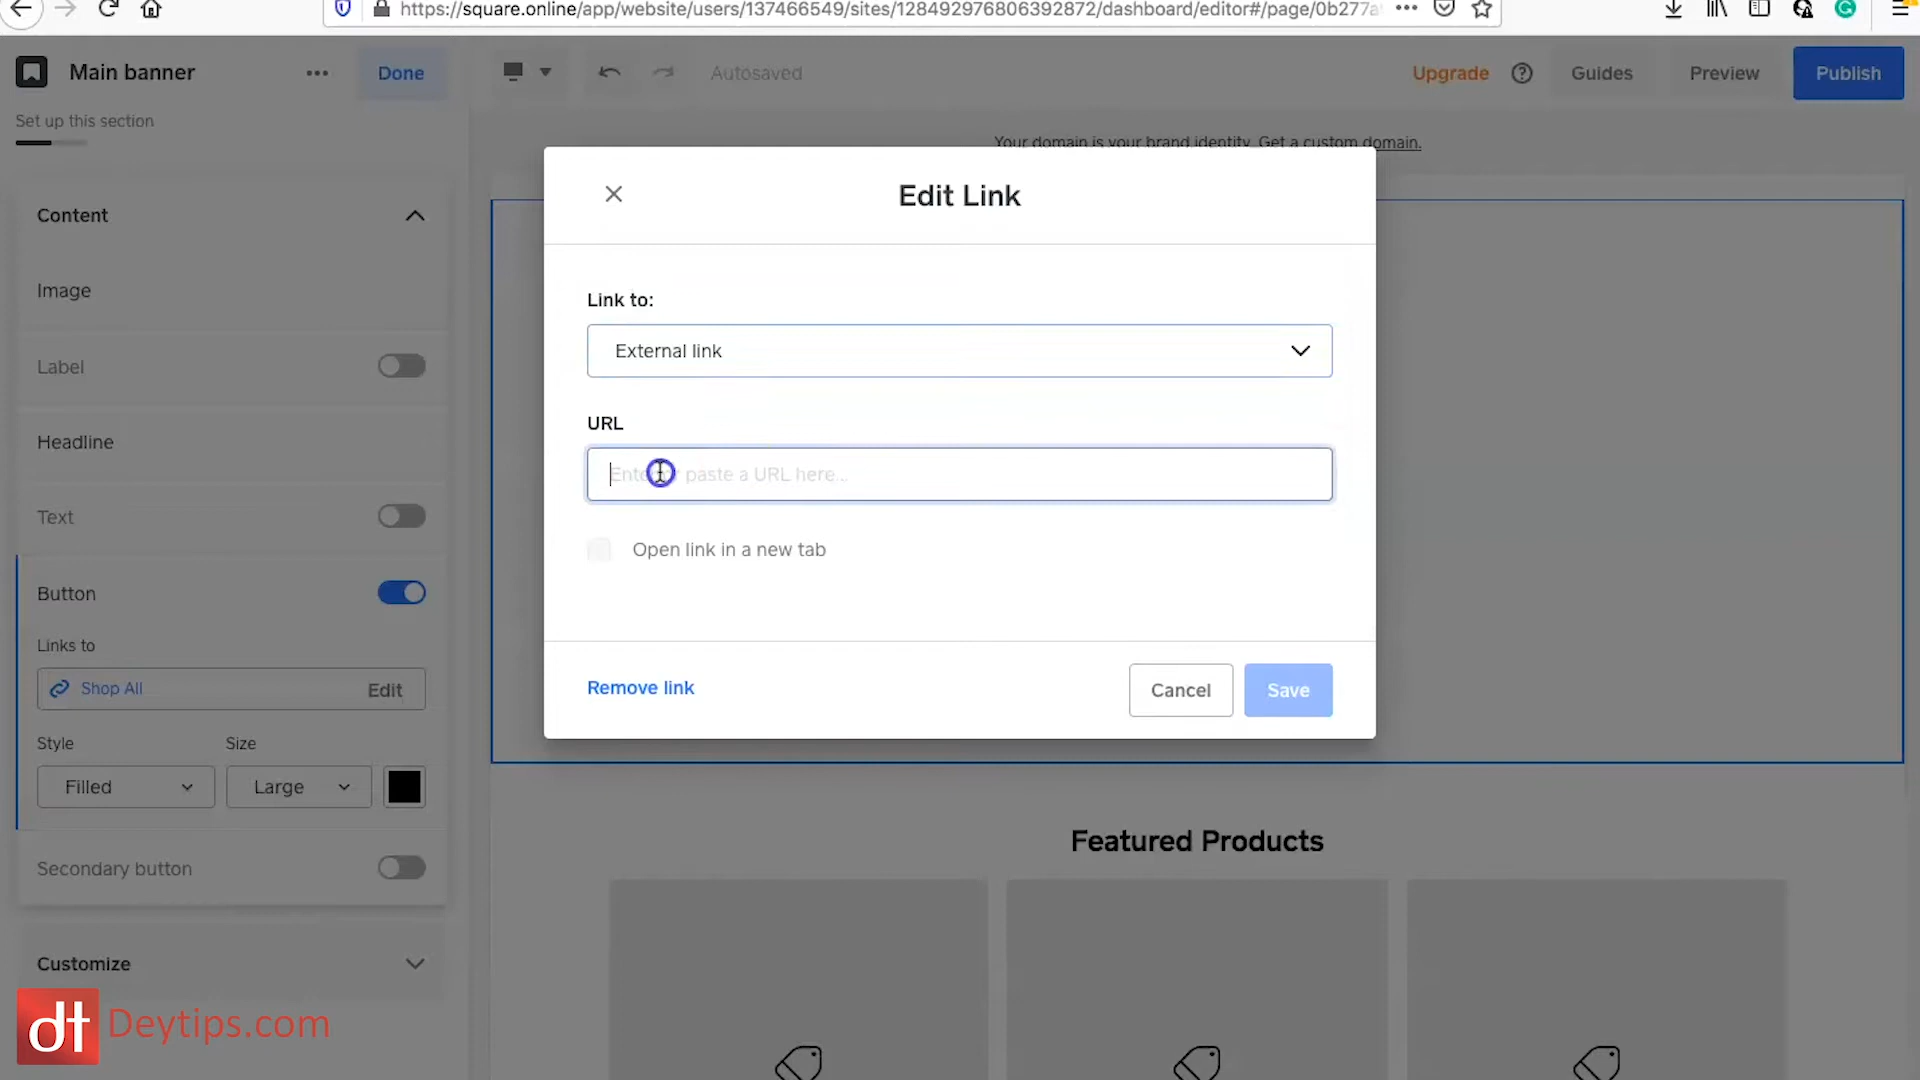 https://square.online/app/website/users/137466549/sites/128492976806392872/dashboard/editor#/page/0b277a
Main banner
Done
Autosaved
Upgrade
Guides
Preview
Publish
Set up this section
Your domain is your brand identity. Get a custom domain.
Edit Link
Content
Image
Label
Headline
Text
Button
Links to
Shop All
Edit
Style
Size
Filled
Large
Secondary button
Customize
Link to:
External link
URL
paste a URL here...
Open link in a new tab
Remove link
Cancel
Save
Featured Products
dt Deytips.com